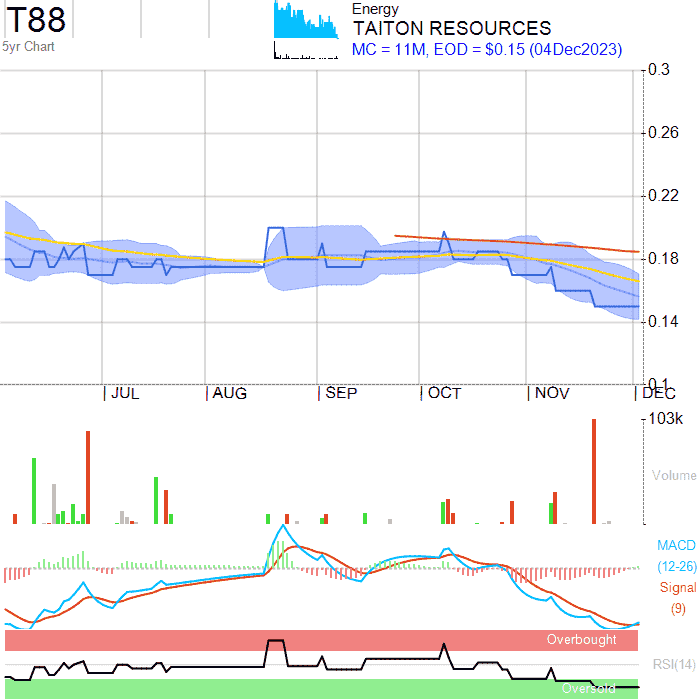 T88
5yr Chart
Energy
TAITON RESOURCES
MC = 11M, EOD = $0.15 (04Dec2023)
0.3
0.26
0.22
0.18
0.14
0.1
JUL AUG SEP OCT NOV DEC
103k
Volume
MACD
(12-26)
Signal
(9)
Overbought
RSI(14)
Oversold